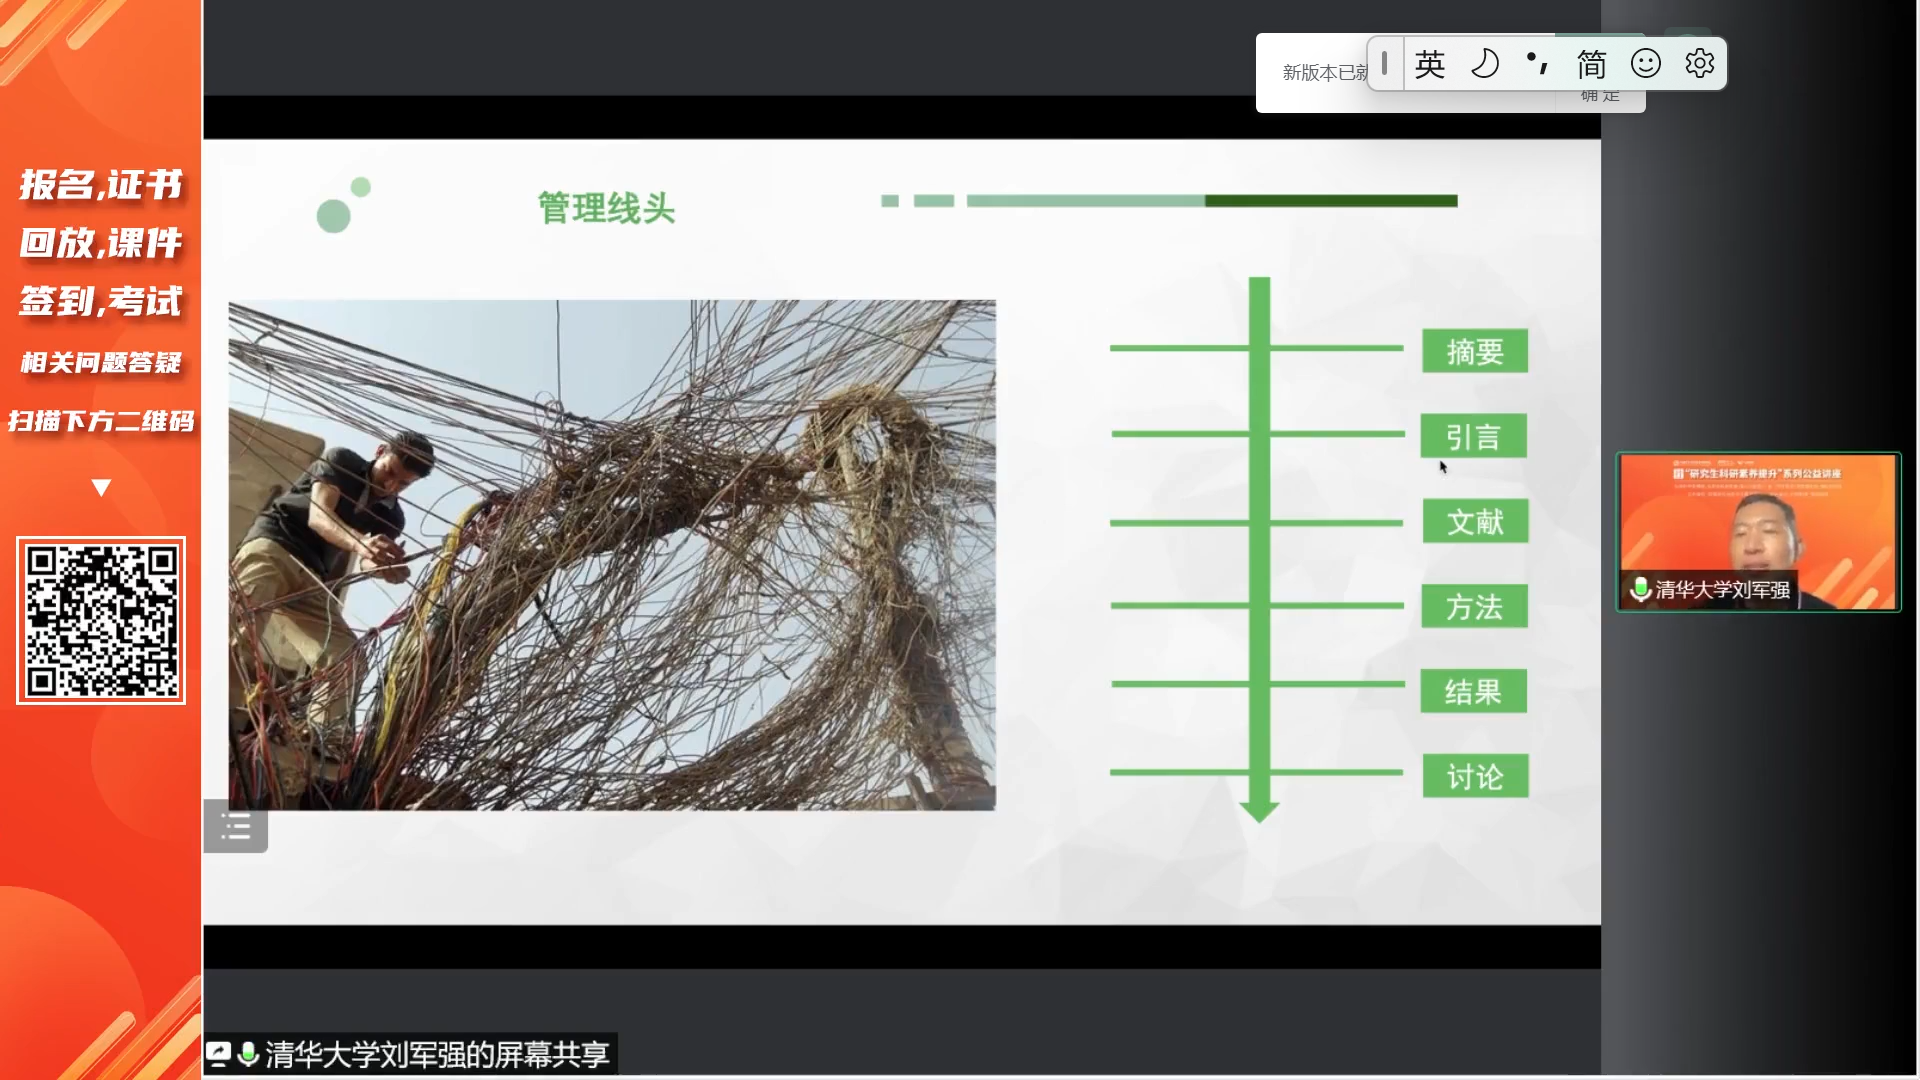 报名,证书
回放,课件
签到,考试
相关问题答疑
扫描下方二维码
新版本已就
确 定
英
简
管理线头
摘要
引言
文献
方法
结果
讨论
“研究生科研素养提升”系列公益讲座
清华大学刘军强
清华大学刘军强的屏幕共享